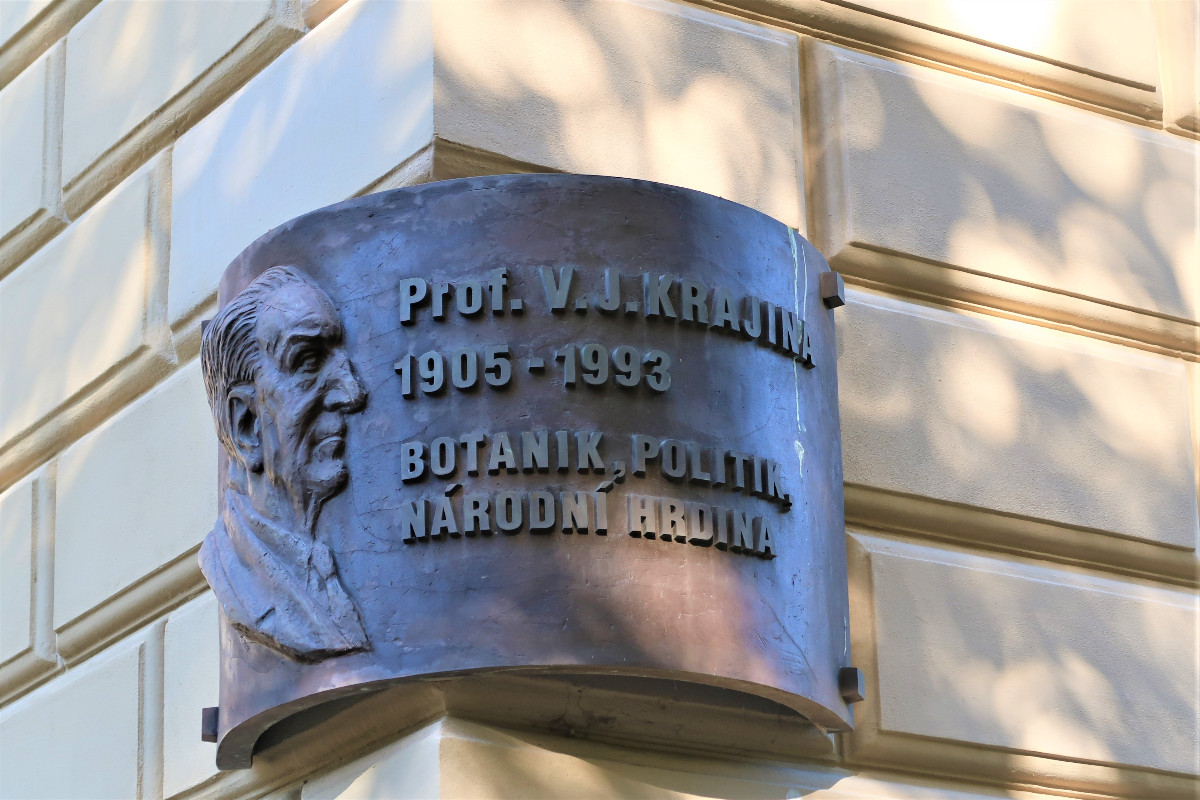 Prof. V.J. KRAJINA
1905 - 1993
BOTANIK, POLITIK,
NÁRODNÍ HRDINA